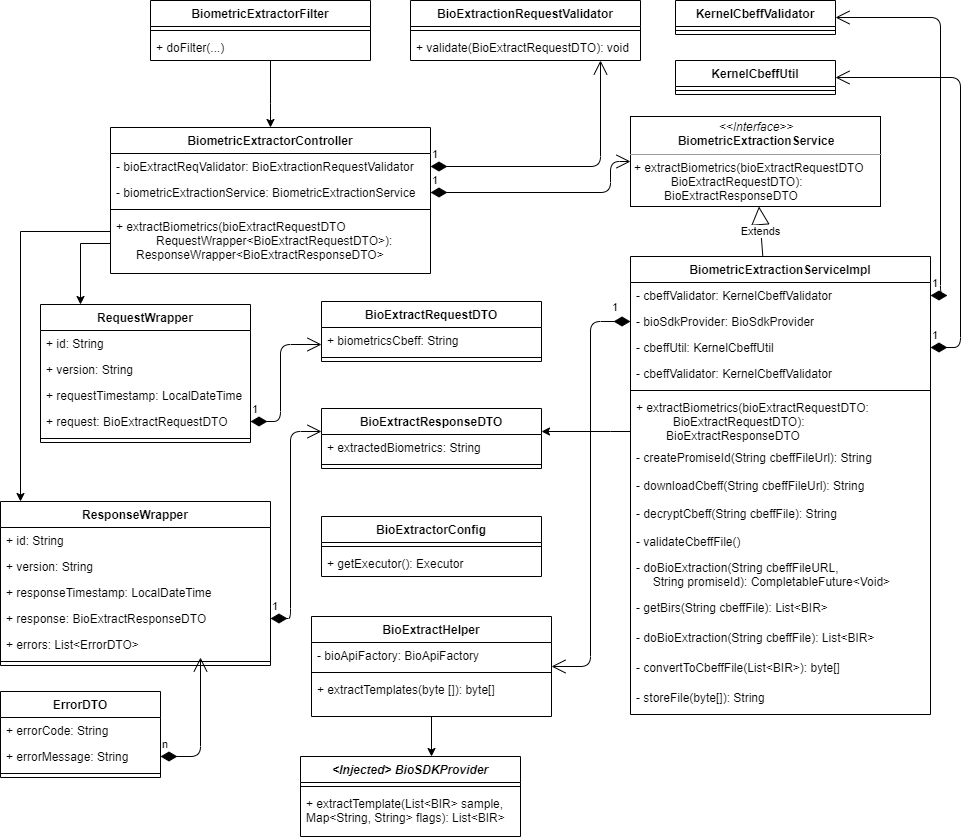 BiometricExtractorFilter
+ doFilter(...)
BioExtractionRequestValidator
+ validate(BioExtractRequestDTO): void
KernelCbeffValidator
KernelCbeffUtil
BiometricExtractorController
- bioExtractReqValidator: BioExtractionRequestValidator
- biometricExtractionService: BiometricExtractionService
+ extractBiometrics(bioExtractRequestDTO
RequestWrapper<BioExtractRequestDTO>):
ResponseWrapper<BioExtractResponseDTO>
1
1
<<Interface>>
BiometricExtractionService
+ extractBiometrics(bioExtractRequestDTO
BioExtractRequestDTO):
BioExtractResponseDTO
Extends
BiometricExtractionServiceImpl
- cbeffValidator: KernelCbeffValidator
- bioSdkProvider: BioSdkProvider
- cbeffUtil: KernelCbeffUtil
- cbeffValidator: KernelCbeffValidator
+ extractBiometrics(bioExtractRequestDTO:
BioExtractRequestDTO):
BioExtractResponseDTO
- createPromiseId(String cbeffFileUrl): String
- downloadCbeff(String cbeffFileUrl): String
- decryptCbeff(String cbeffFile): String
- validateCbeffFile()
- doBioExtraction(String cbeffFileURL,
String promiseId): CompletableFuture<Void>
- getBirs(String cbeffFile): List<BIR>
- doBioExtraction(String cbeffFile): List<BIR>
- convertToCbeffFile(List<BIR>): byte[]
- storeFile(byte[]): String
1
1
1
RequestWrapper
+ id: String
+ version: String
+ requestTimestamp: LocalDateTime
+ request: BioExtractRequestDTO
1
BioExtractRequestDTO
+ biometricsCbeff: String
BioExtractResponseDTO
+ extractedBiometrics: String
ResponseWrapper
+ id: String
+ version: String
+ responseTimestamp: LocalDateTime
+ response: BioExtractResponseDTO
+ errors: List<ErrorDTO>
1
BioExtractorConfig
+ getExecutor(): Executor
BioExtractHelper
- bioApiFactory: BioApiFactory
+ extractTemplates(byte []): byte[]
ErrorDTO
+ errorCode: String
+ errorMessage: String
n
<Injected> BioSDKProvider
+ extractTemplate(List<BIR> sample,
Map<String, String> flags): List<BIR>